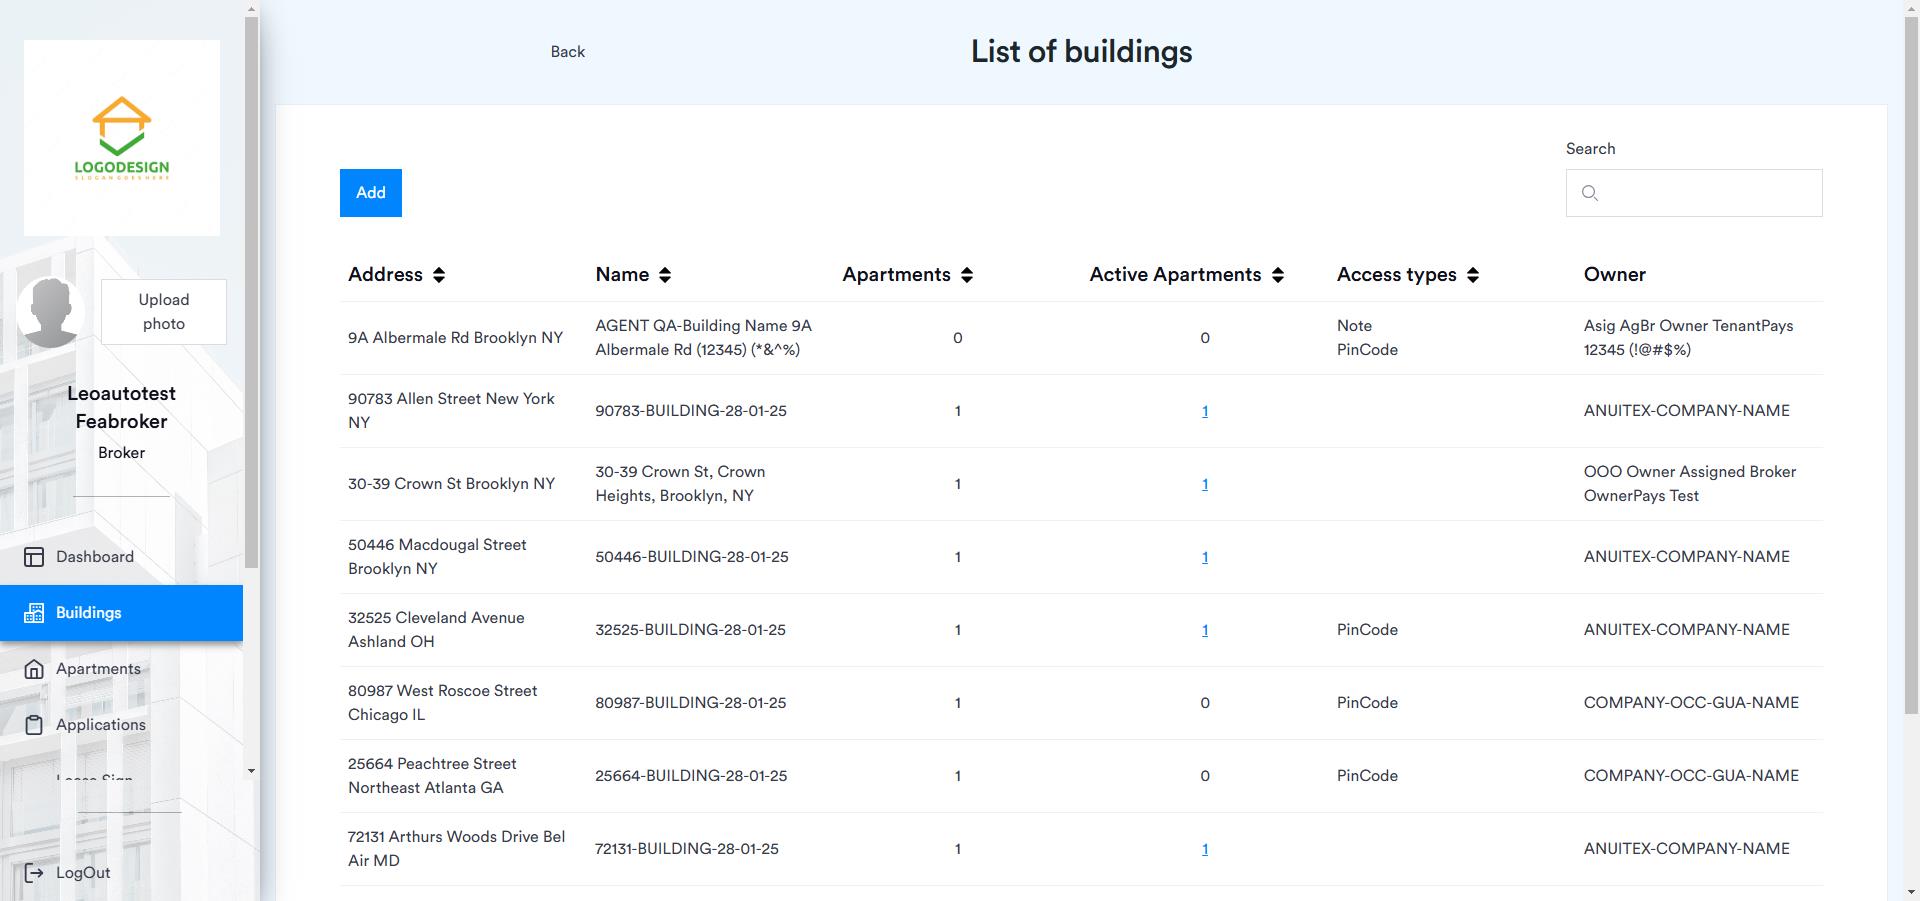 LOGODESIGN
SLOGAN GOES HERE
Upload
photo
Leoautotest
Feabroker
Broker
Dashboard
Buildings
Apartments
Applications
Lease Sign
LogOut
Back
List of buildings
Search
Add
Address Name Apartments Active Apartments Access types Owner
9A Albermale Rd Brooklyn NY
AGENT QA-Building Name 9A
Albermale Rd (12345) (*&^%)
0
0
Note
PinCode
Asig AgBr Owner TenantPays
12345 (!@#$%)
90783 Allen Street New York
NY
90783-BUILDING-28-01-25
1
1
ANUITEX-COMPANY-NAME
30-39 Crown St Brooklyn NY
30-39 Crown St, Crown
Heights, Brooklyn, NY
1
1
OOO Owner Assigned Broker
OwnerPays Test
50446 Macdougal Street
Brooklyn NY
50446-BUILDING-28-01-25
1
1
ANUITEX-COMPANY-NAME
32525 Cleveland Avenue
Ashland OH
32525-BUILDING-28-01-25
1
1
PinCode
ANUITEX-COMPANY-NAME
80987 West Roscoe Street
Chicago IL
80987-BUILDING-28-01-25
1
0
PinCode
COMPANY-OCC-GUA-NAME
25664 Peachtree Street
Northeast Atlanta GA
25664-BUILDING-28-01-25
1
0
PinCode
COMPANY-OCC-GUA-NAME
72131 Arthurs Woods Drive Bel
Air MD
72131-BUILDING-28-01-25
1
1
ANUITEX-COMPANY-NAME